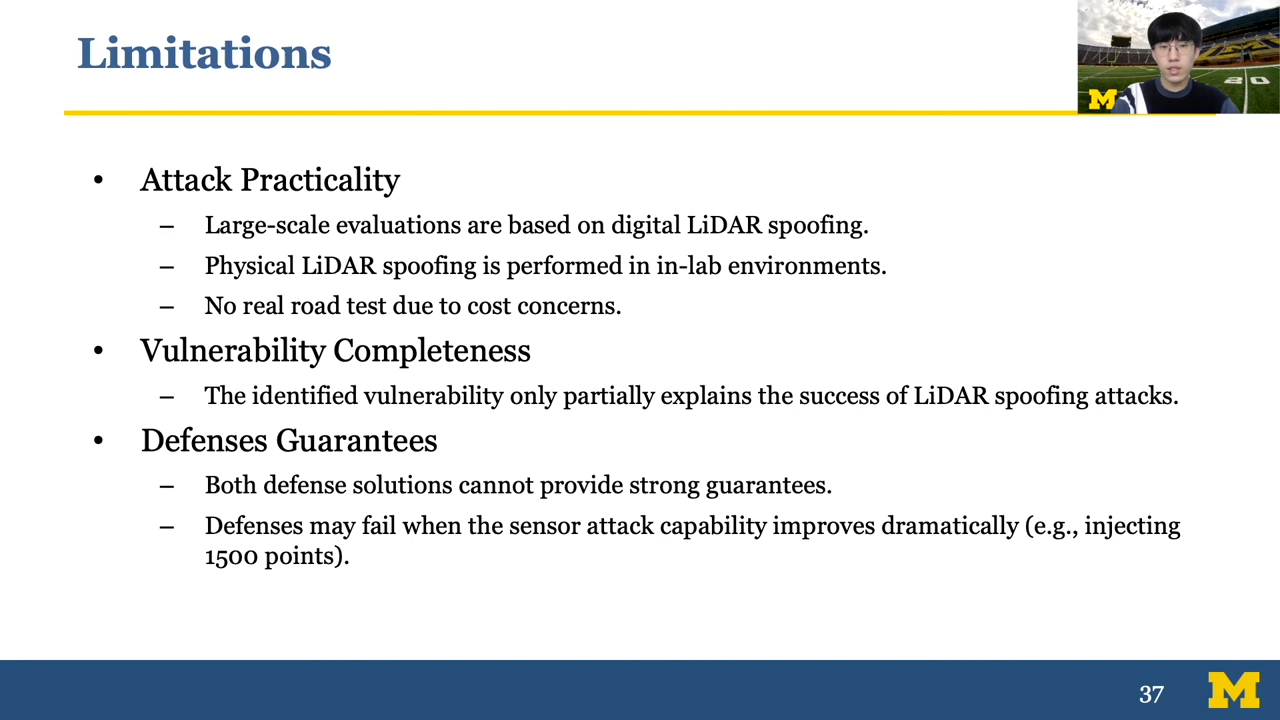 Limitations
M
• Attack Practicality
– Large-scale evaluations are based on digital LiDAR spoofing.
– Physical LiDAR spoofing is performed in in-lab environments.
– No real road test due to cost concerns.
• Vulnerability Completeness
– The identified vulnerability only partially explains the success of LiDAR spoofing attacks.
• Defenses Guarantees
– Both defense solutions cannot provide strong guarantees.
– Defenses may fail when the sensor attack capability improves dramatically (e.g., injecting
1500 points).
37
M